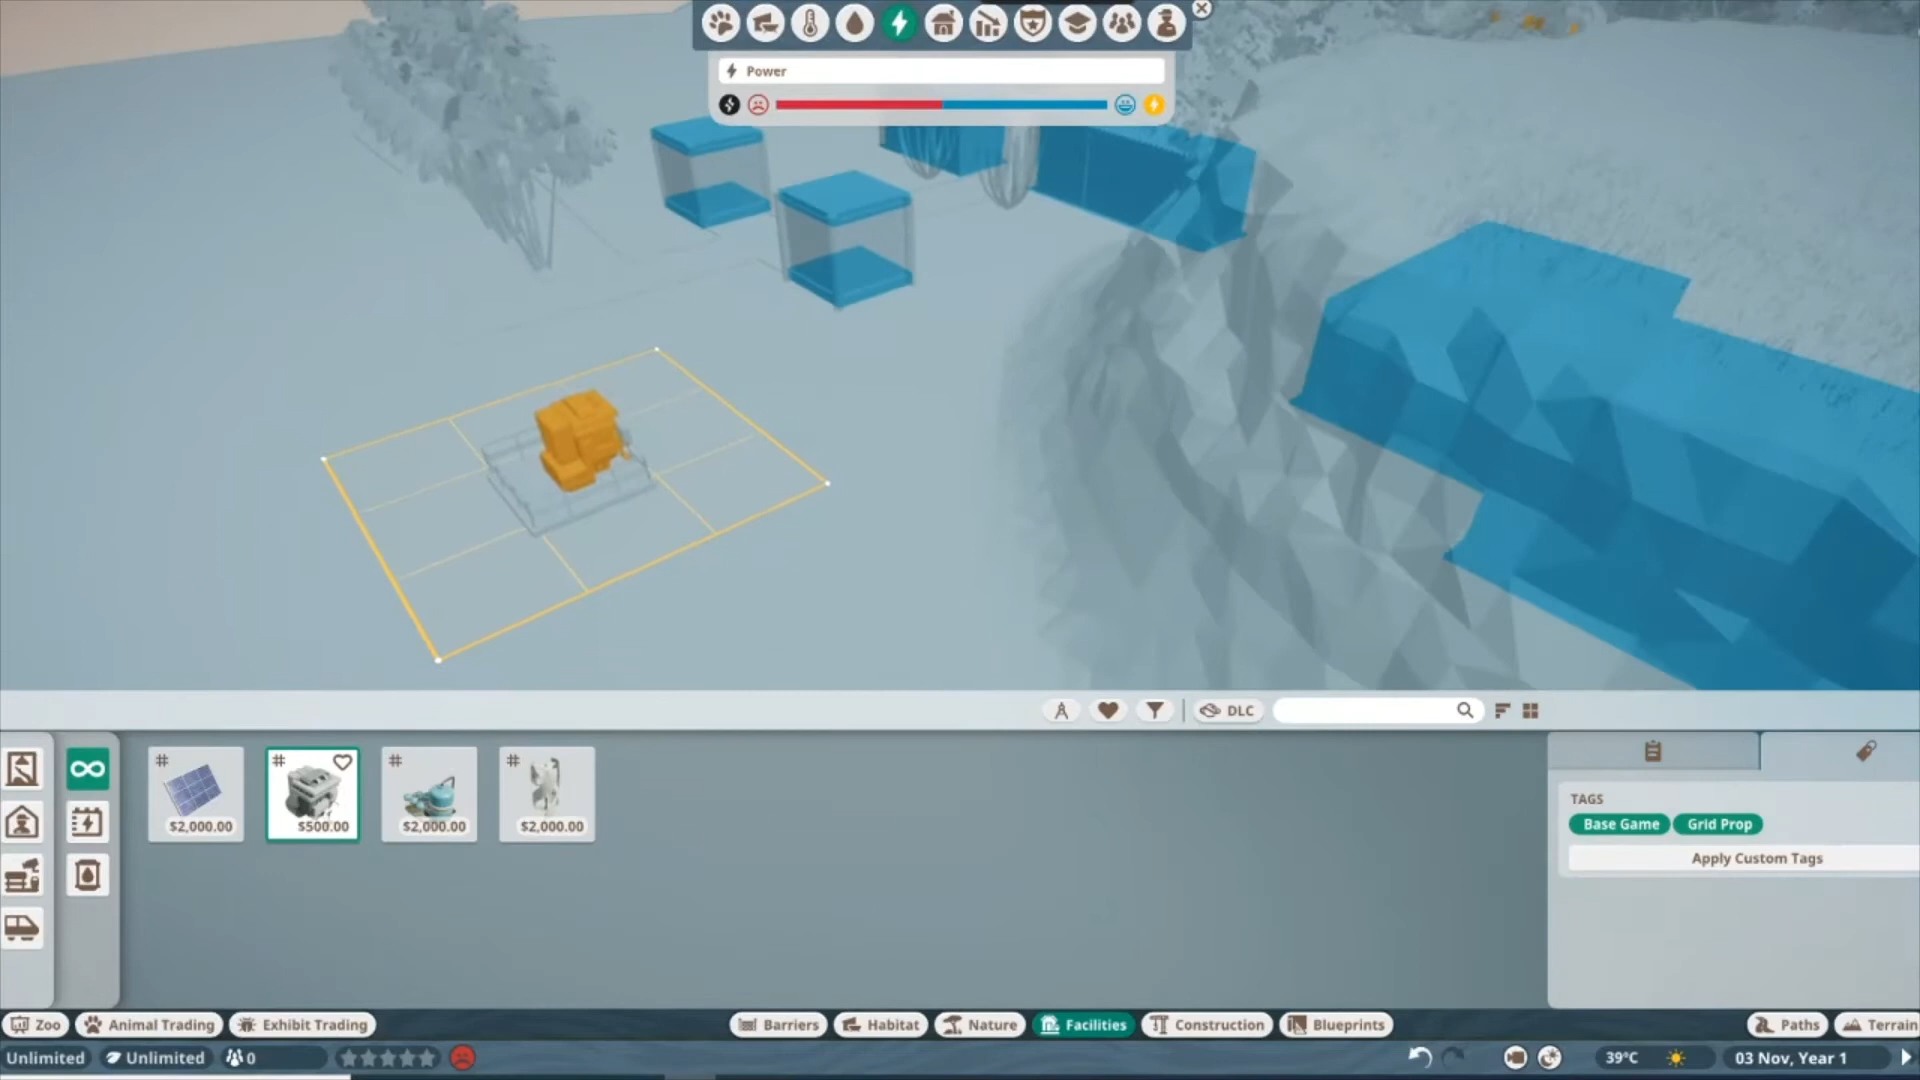 Power
DLC
$2,000.00
$500.00
$2,000.00
$2,000.00
TAGS
Base Game
Grid Prop
Apply Custom Tags
Zoo
Animal Trading
Exhibit Trading
Barriers
Habitat
Nature
Facilities
Construction
Blueprints
Paths
Terrain
Unlimited
Unlimited
0
39°C
03 Nov, Year 1